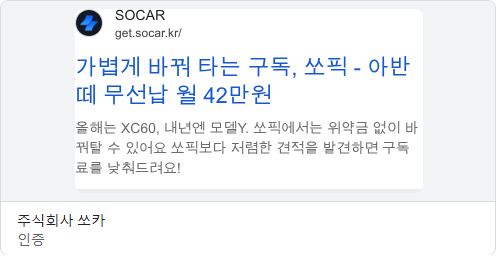 SOCAR
get.socar.kr/
가볍게 바꿔 타는 구독, 쏘픽 - 아반
떼 무선납 월 42만원
올해는 XC60, 내년엔 모델Y. 쏘픽에서는 위약금 없이 바
꿔탈 수 있어요 쏘픽보다 저렴한 견적을 발견하면 구독
료를 낮춰드려요!
주식회사 쏘카
인증